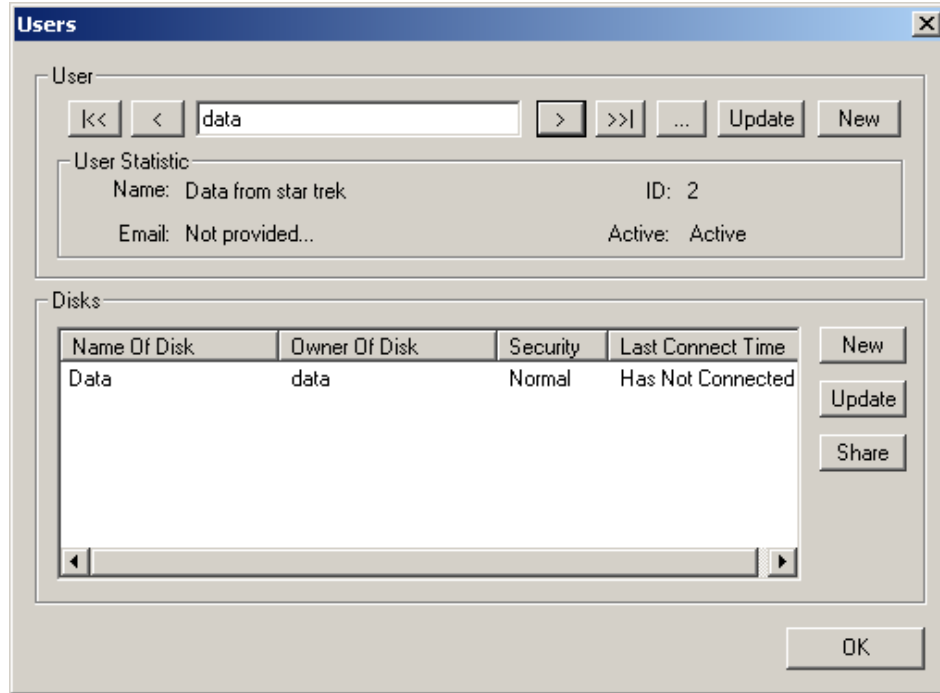 Users
User
|<< < data > >>| ... Update New
User Statistic
Name: Data from star trek ID: 2
Email: Not provided... Active: Active
Disks
Name Of Disk Owner Of Disk Security Last Connect Time
Data data Normal Has Not Connected
New
Update
Share
OK